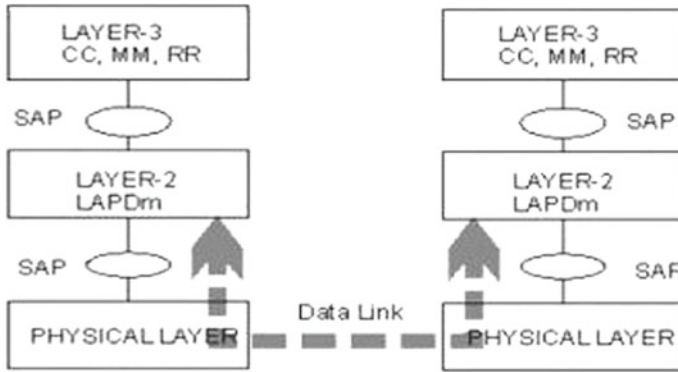 LAYER-3
CC, MM, RR
LAYER-3
CC, MM, RR
SAP
SAP
LAYER-2
LAPDm
LAYER-2
LAPDm
SAP
SAP
Data Link
PHYSICAL LAYER
PHYSICAL LAYER